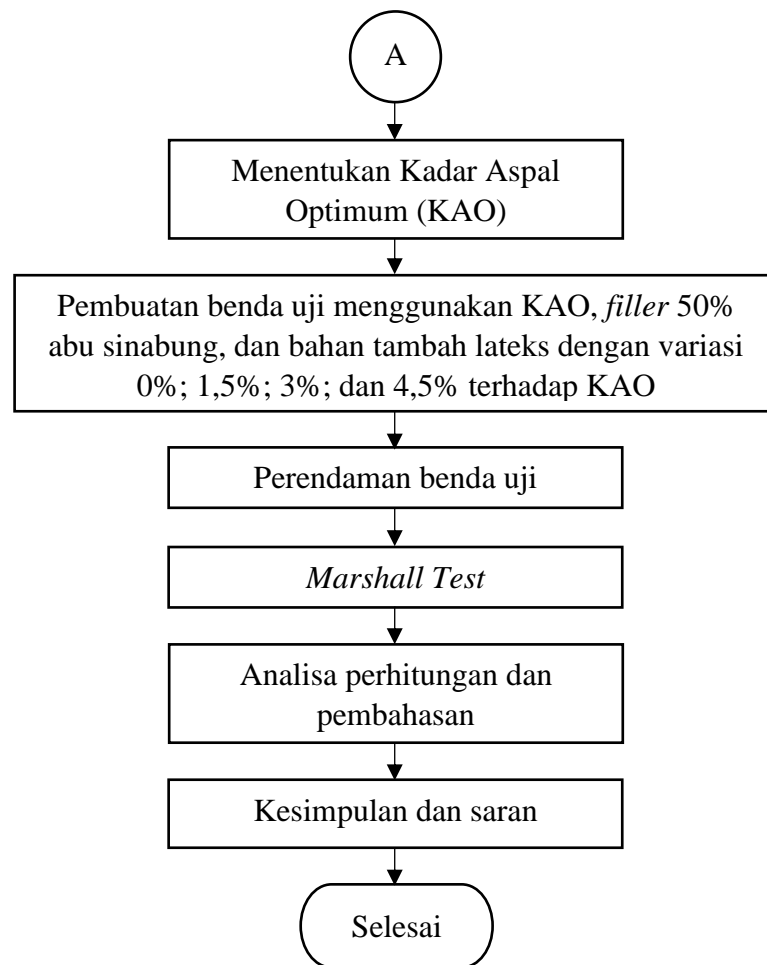 A
Menentukan Kadar Aspal
Optimum (KAO)
Pembuatan benda uji menggunakan KAO, filler 50%
abu sinabung, dan bahan tambah lateks dengan variasi
0%; 1,5%; 3%; dan 4,5% terhadap KAO
Perendaman benda uji
Marshall Test
Analisa perhitungan dan
pembahasan
Kesimpulan dan saran
Selesai